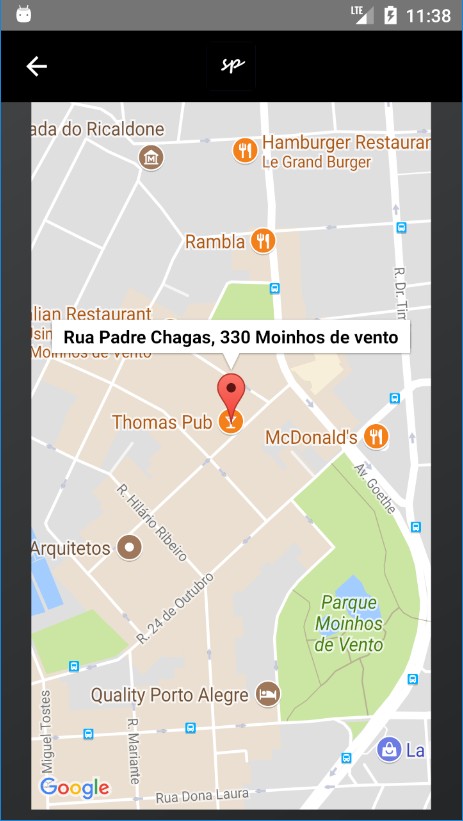 LTE 11:38
sp
ada do Ricaldone
Hamburger Restauran
Le Grand Burger
Rambla
R. Dr. Tim
lian Restaurant
Moinhos de Vento
Rua Padre Chagas, 330 Moinhos de vento
Thomas Pub
McDonald's
Av. Goethe
R. Hilário Ribeiro
Arquitetos
R. 24 de Outubro
Parque
Moinhos
de Vento
Quality Porto Alegre
Miguel Tostes
R. Mariante
La
Google
Rua Dona Laura